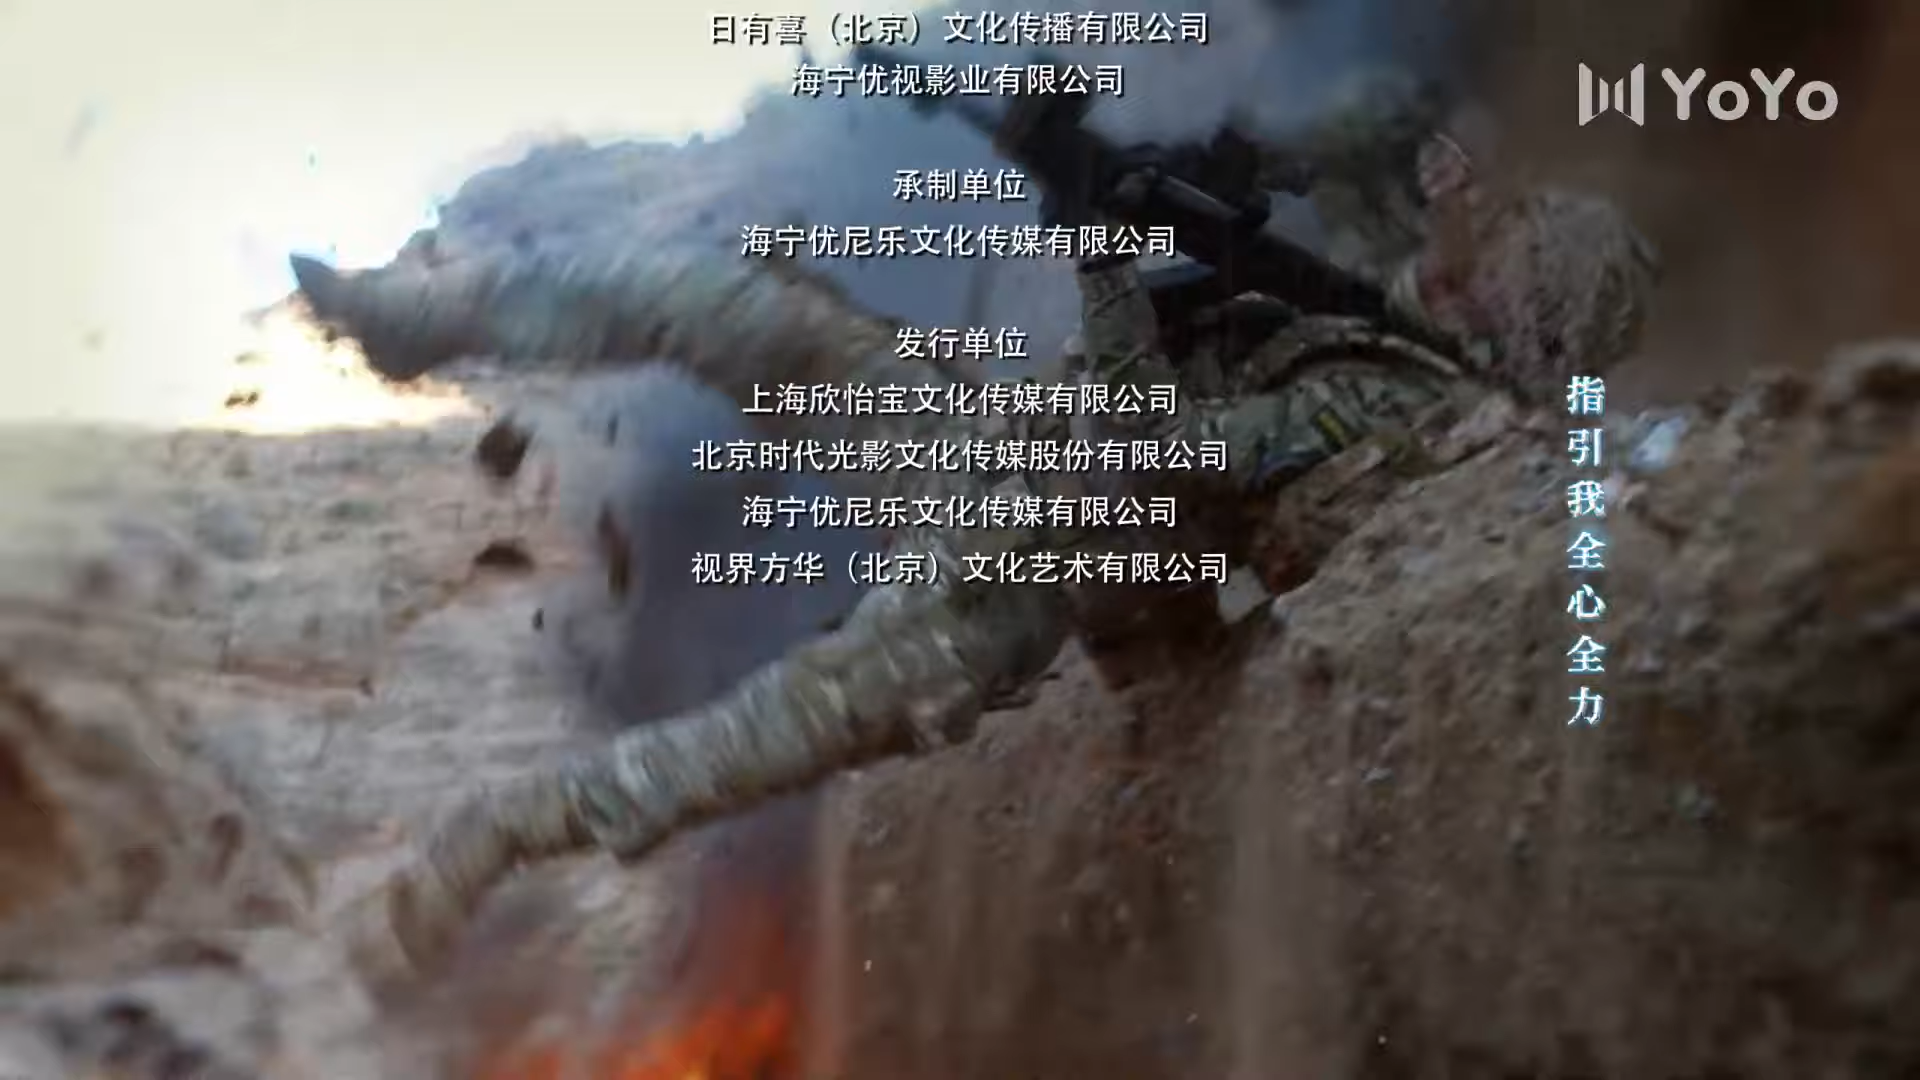 日有喜（北京）文化传播有限公司
海宁优视影业有限公司
YoYo
承制单位
海宁优尼乐文化传媒有限公司
发行单位
上海欣怡宝文化传媒有限公司
北京时代光影文化传媒股份有限公司
海宁优尼乐文化传媒有限公司
视界方华（北京）文化艺术有限公司
指引我全心全力